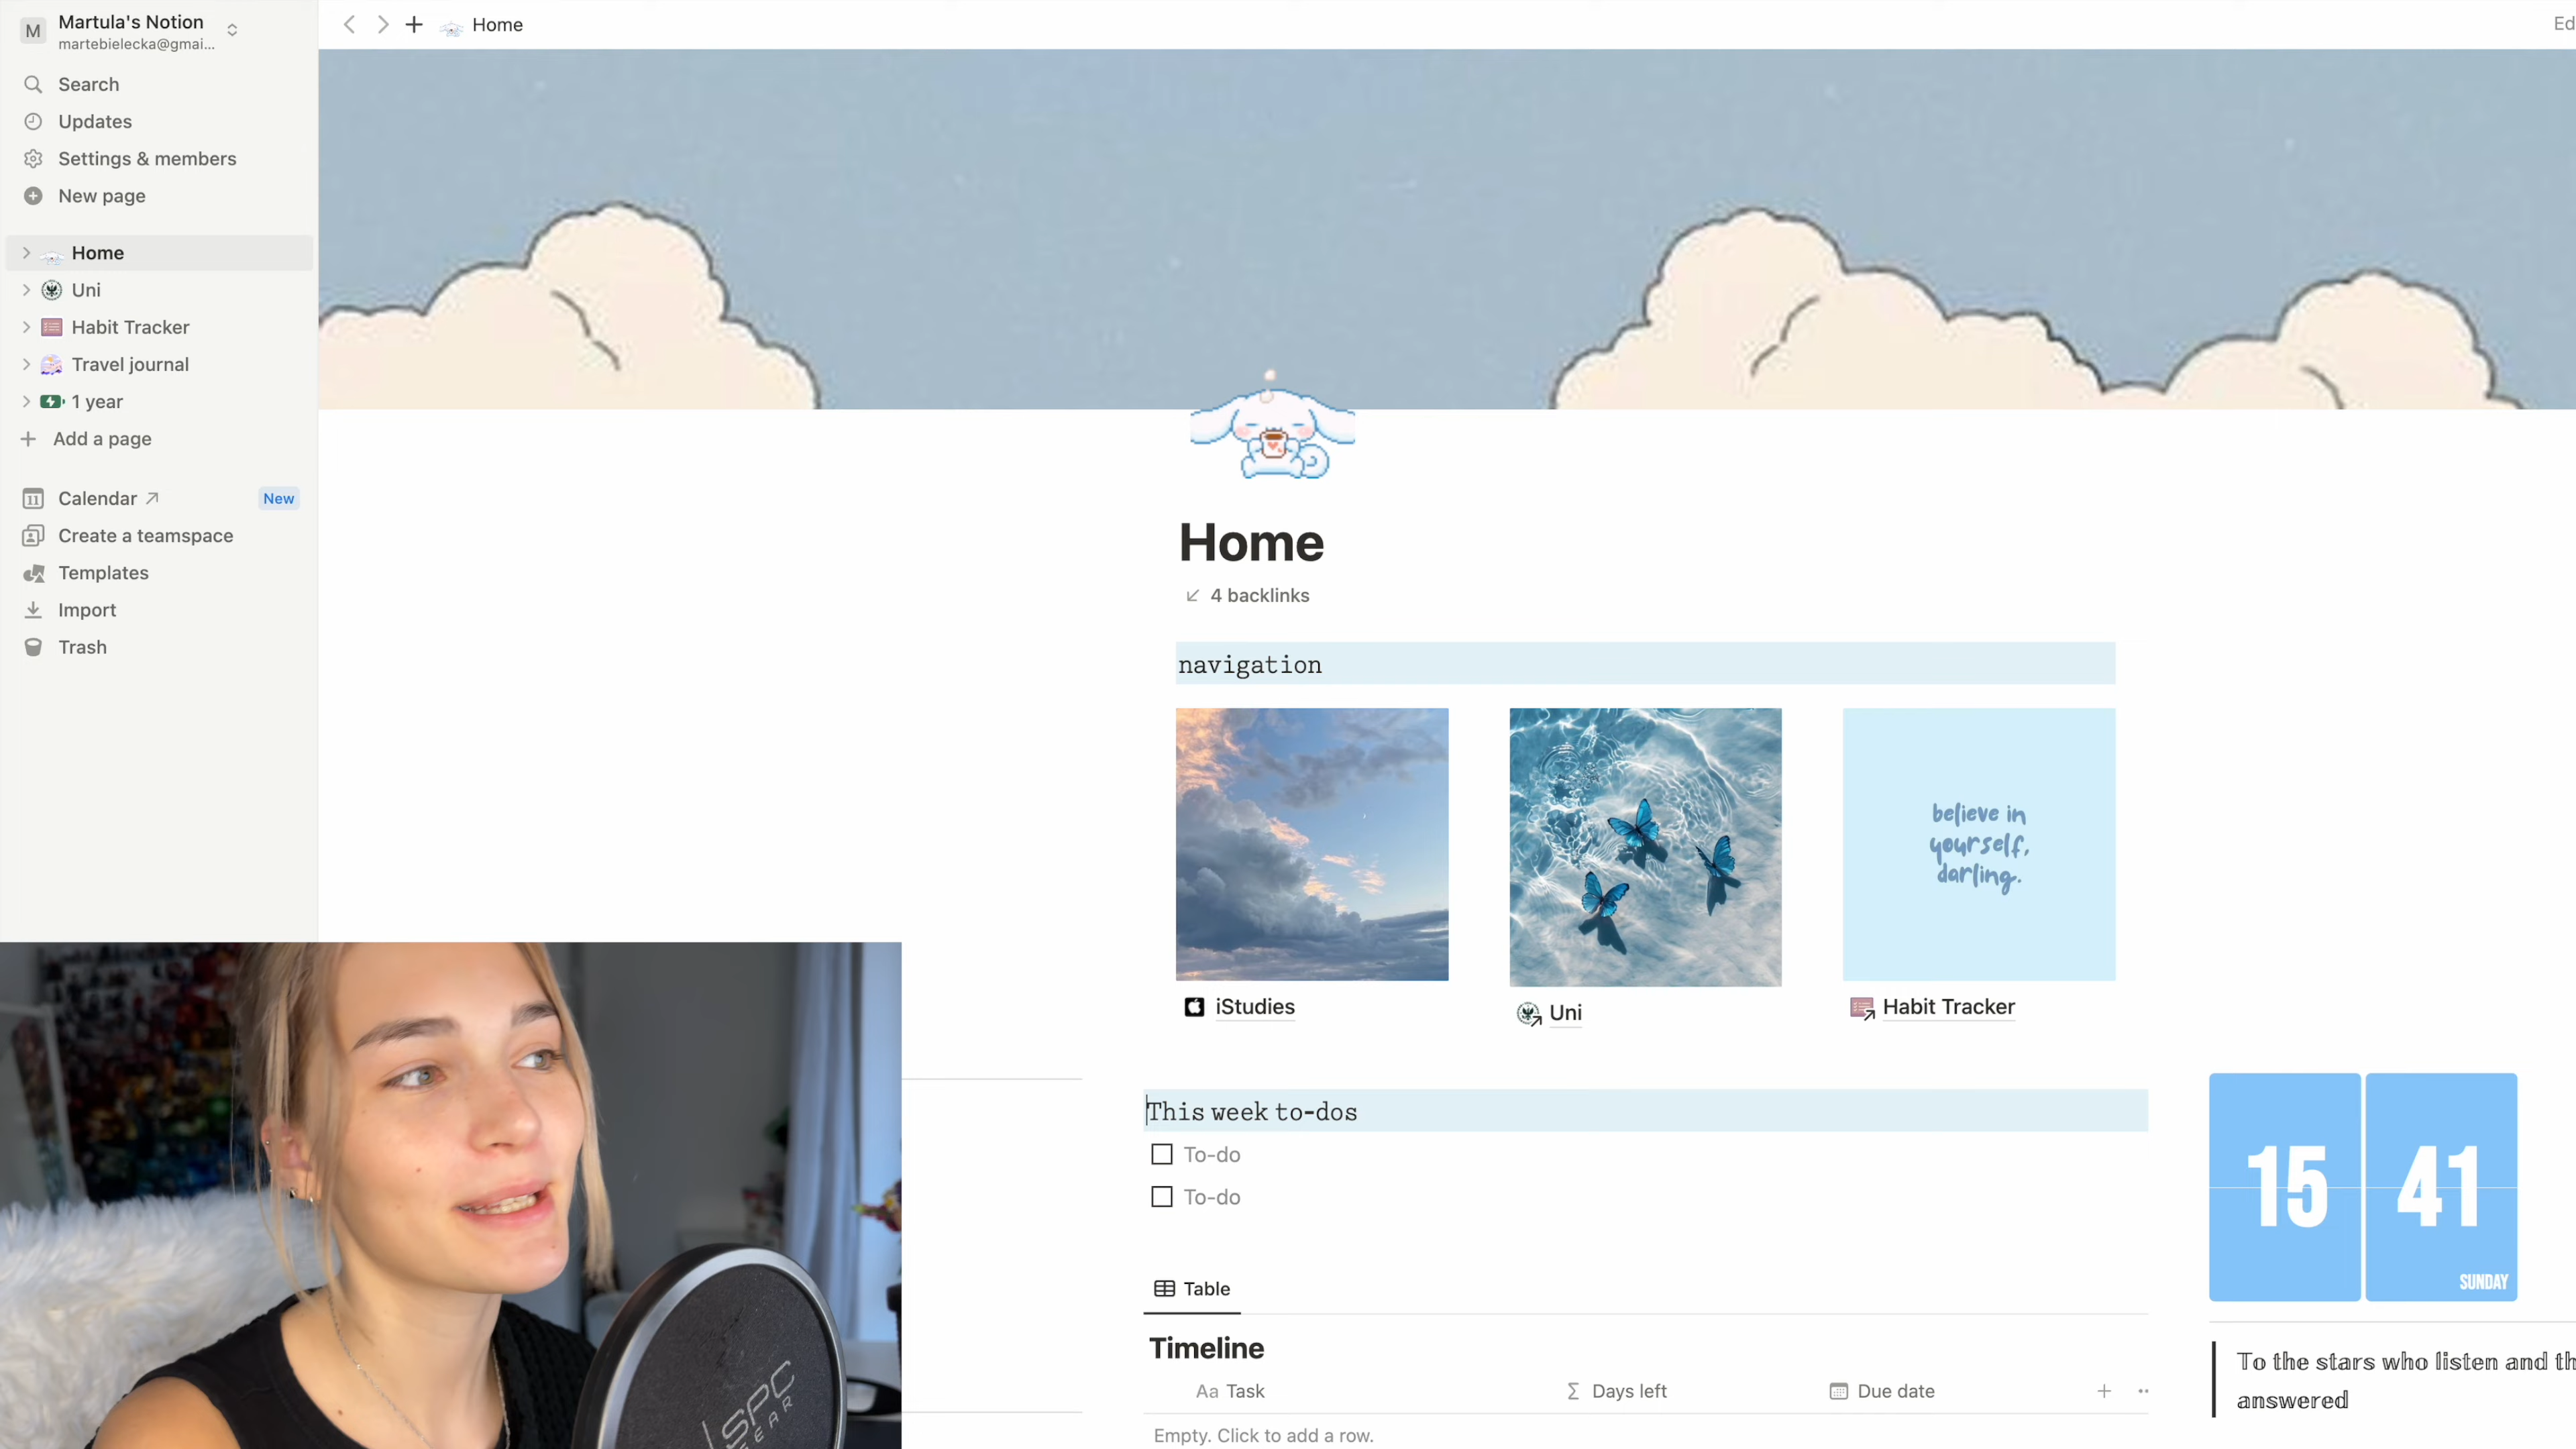 M
Martula's Notion
martebielecka@gmai...
Search
Updates
Settings & members
New page
Home
Uni
Habit Tracker
Travel journal
1 year
Add a page
Calendar
New
Create a teamspace
Templates
Import
Trash
Home
Ed
Home
4 backlinks
navigation
believe in
yourself,
darling.
iStudies
Uni
Habit Tracker
This week to-dos
To-do
To-do
15 41
SUNDAY
Table
Timeline
Aa Task
Σ Days left
Due date
Empty. Click to add a row.
To the stars who listen and th
answered
SPC
GEAR